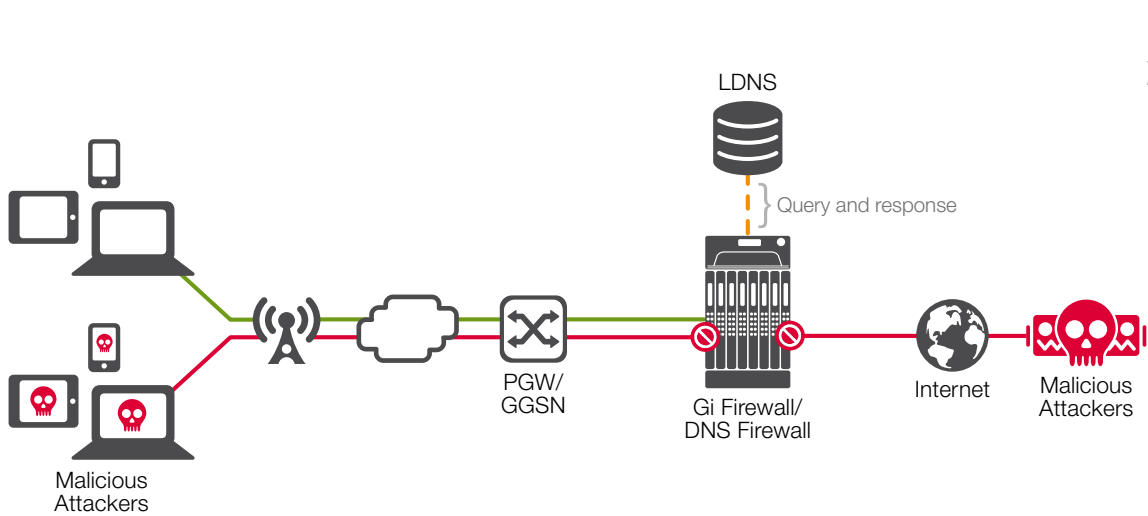 LDNS
Query and response
PGW/
GGSN
Gi Firewall/
DNS Firewall
Internet
Malicious
Attackers
Malicious
Attackers